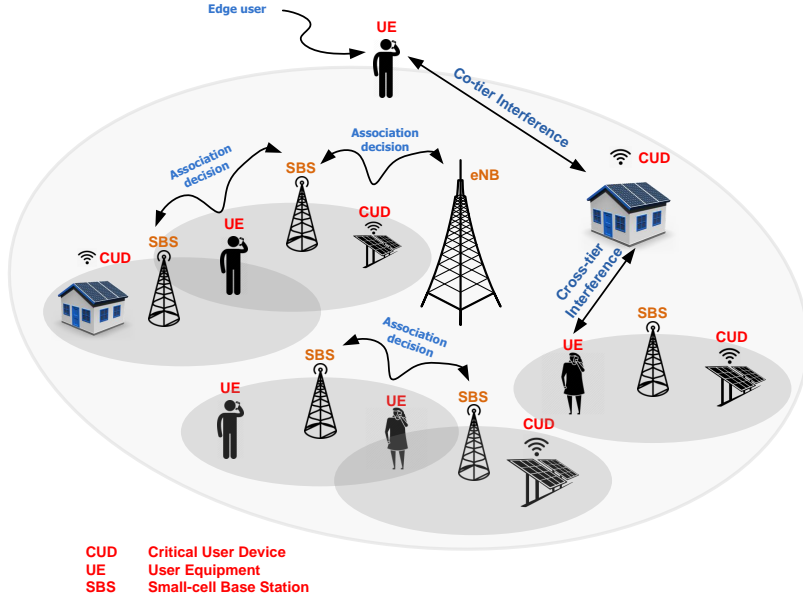 Edge user
UE
Co-tier Interference
Association
decision
Association
decision
SBS
eNB
CUD
UE
CUD
SBS
CUD
Cross-tier
Interference
SBS
Association
decision
UE
CUD
SBS
UE
UE
SBS
CUD
CUD Critical User Device
UE User Equipment
SBS Small-cell Base Station